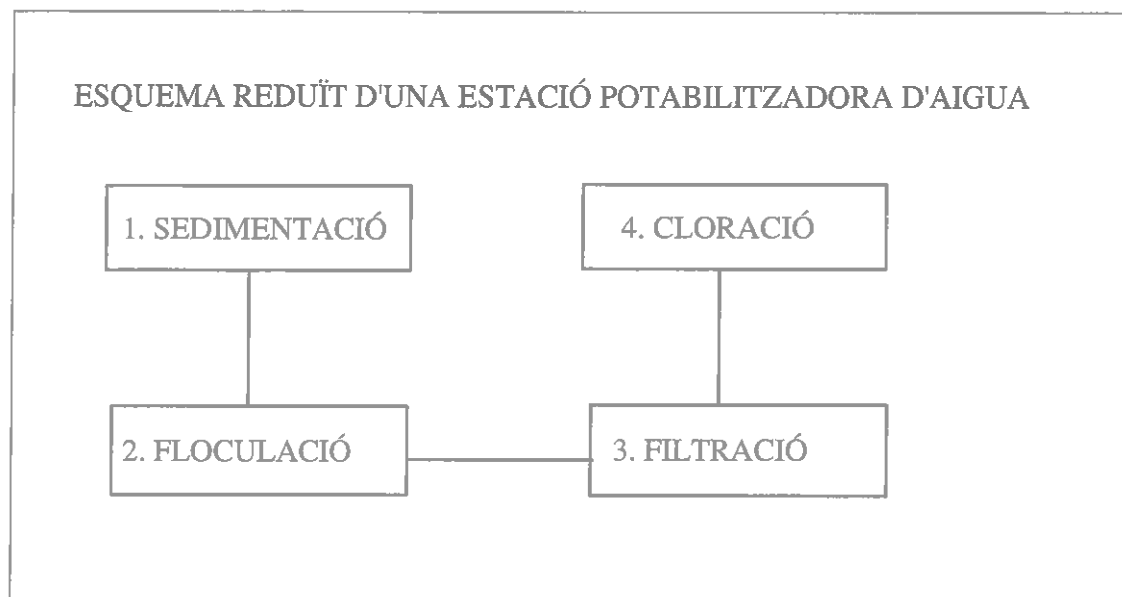 ESQUEMA REDUÏT D'UNA ESTACIÓ POTABILITZADORA D'AIGUA
1. SEDIMENTACIÓ
2. FLOCULACIÓ
3. FILTRACIÓ
4. CLORACIÓ